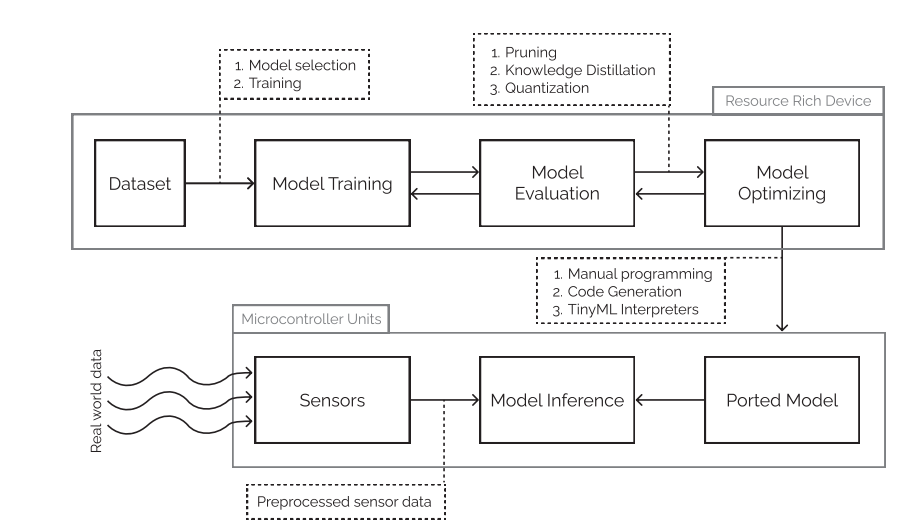 1. Model selection
2. Training
1. Pruning
2. Knowledge Distillation
3. Quantization
Resource Rich Device
Dataset
Model Training
Model
Evaluation
Model
Optimizing
1. Manual programming
2. Code Generation
3. TinyML Interpreters
Microcontroller Units
Real world data
Sensors
Model Inference
Ported Model
Preprocessed sensor data